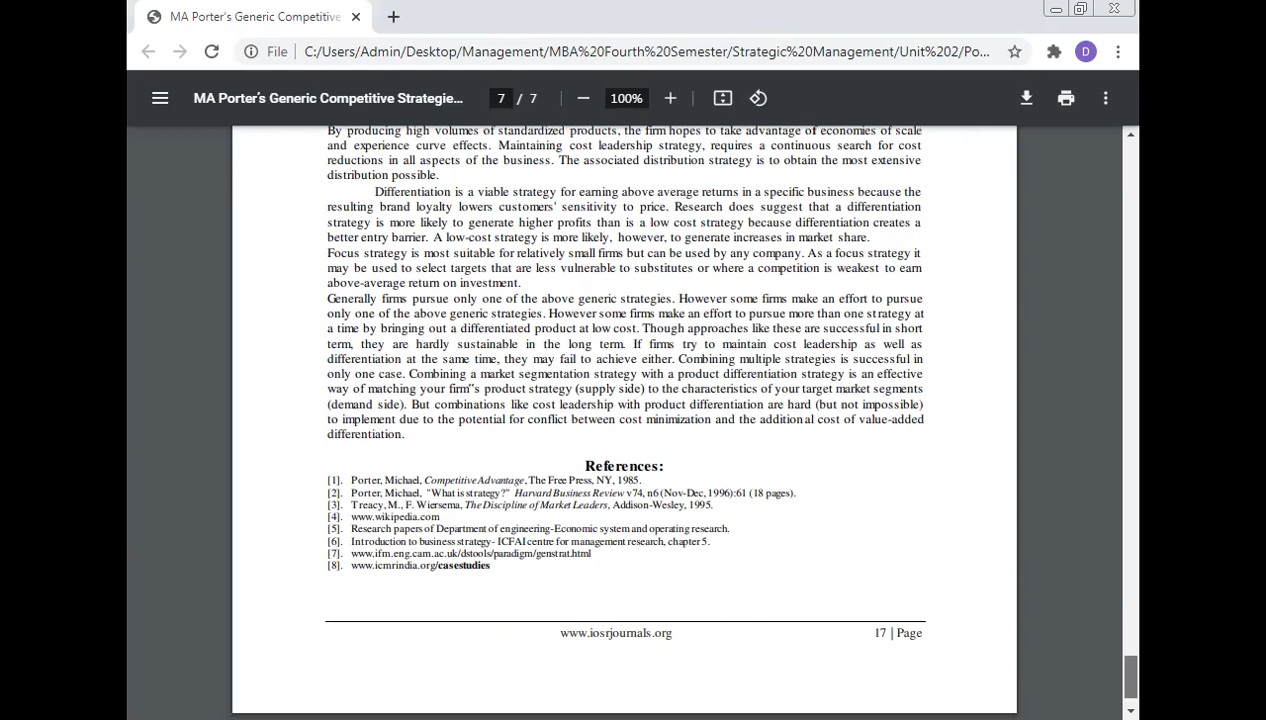 MA Porter's Generic Competitive
File C:/Users/Admin/Desktop/Management/MBA%20Fourth%20Semester/Strategic%20Management/Unit%202/Po... D
MA Porter's Generic Competitive Strategie... 7 / 7 100%
By producing high volumes of standardized products, the firm hopes to take advantage of economies of scale
and experience curve effects. Maintaining cost leadership strategy, requires a continuous search for cost
reductions in all aspects of the business. The associated distribution strategy is to obtain the most extensive
distribution possible.
Differentiation is a viable strategy for earning above average returns in a specific business because the
resulting brand loyalty lowers customers' sensitivity to price. Research does suggest that a differentiation
strategy is more likely to generate higher profits than is a low cost strategy because differentiation creates a
better entry barrier. A low-cost strategy is more likely, however, to generate increases in market share.
Focus strategy is most suitable for relatively small firms but can be used by any company. As a focus strategy it
may be used to select targets that are less vulnerable to substitutes or where a competition is weakest to earn
above-average return on investment.
Generally firms pursue only one of the above generic strategies. However some firms make an effort to pursue
only one of the above generic strategies. However some firms make an effort to pursue more than one strategy at
a time by bringing out a differentiated product at low cost. Though approaches like these are successful in short
term, they are hardly sustainable in the long term. If firms try to maintain cost leadership as well as
differentiation at the same time, they may fail to achieve either. Combining multiple strategies is successful in
only one case. Combining a market segmentation strategy with a product differentiation strategy is an effective
way of matching your firm"s product strategy (supply side) to the characteristics of your target market segments
(demand side). But combinations like cost leadership with product differentiation are hard (but not impossible)
to implement due to the potential for conflict between cost minimization and the additional cost of value-added
differentiation.
References:
[1]. Porter, Michael, Competitive Advantage, The Free Press, NY, 1985.
[2]. Porter, Michael, "What is strategy?" Harvard Business Review v74, n6 (Nov-Dec, 1996):61 (18 pages).
[3]. Treacy, M., F. Wiersema, The Discipline of Market Leaders, Addison-Wesley, 1995.
[4]. www.wikipedia.com
[5]. Research papers of Department of engineering-Economic system and operating research.
[6]. Introduction to business strategy- ICFAI centre for management research, chapter 5.
[7]. www.ifm.eng.cam.ac.uk/dstools/paradigm/genstrat.html
[8]. www.icmrindia.org/casestudies
www.iosrjournals.org 17 | Page